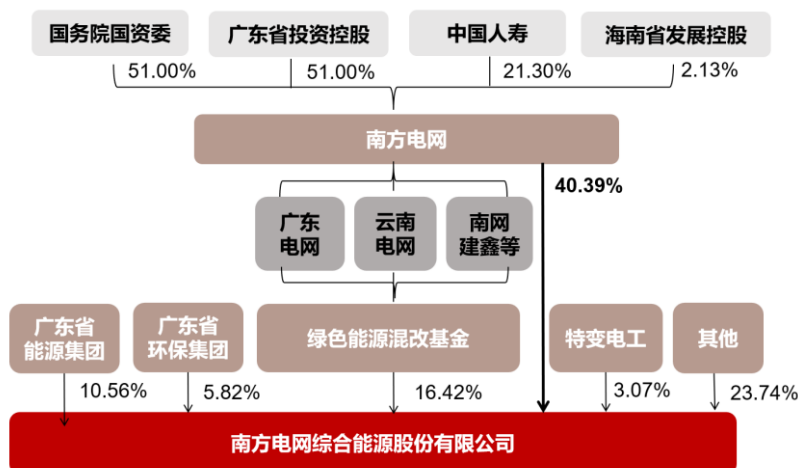 国务院国资委
广东省投资控股
中国人寿
海南省发展控股
51.00%
51.00%
21.30%
2.13%
南方电网
40.39%
广东
电网
云南
电网
南网
建鑫等
广东省
能源集团
广东省
环保集团
绿色能源混改基金
特变电工
其他
10.56%
5.82%
16.42%
3.07%
23.74%
南方电网综合能源股份有限公司